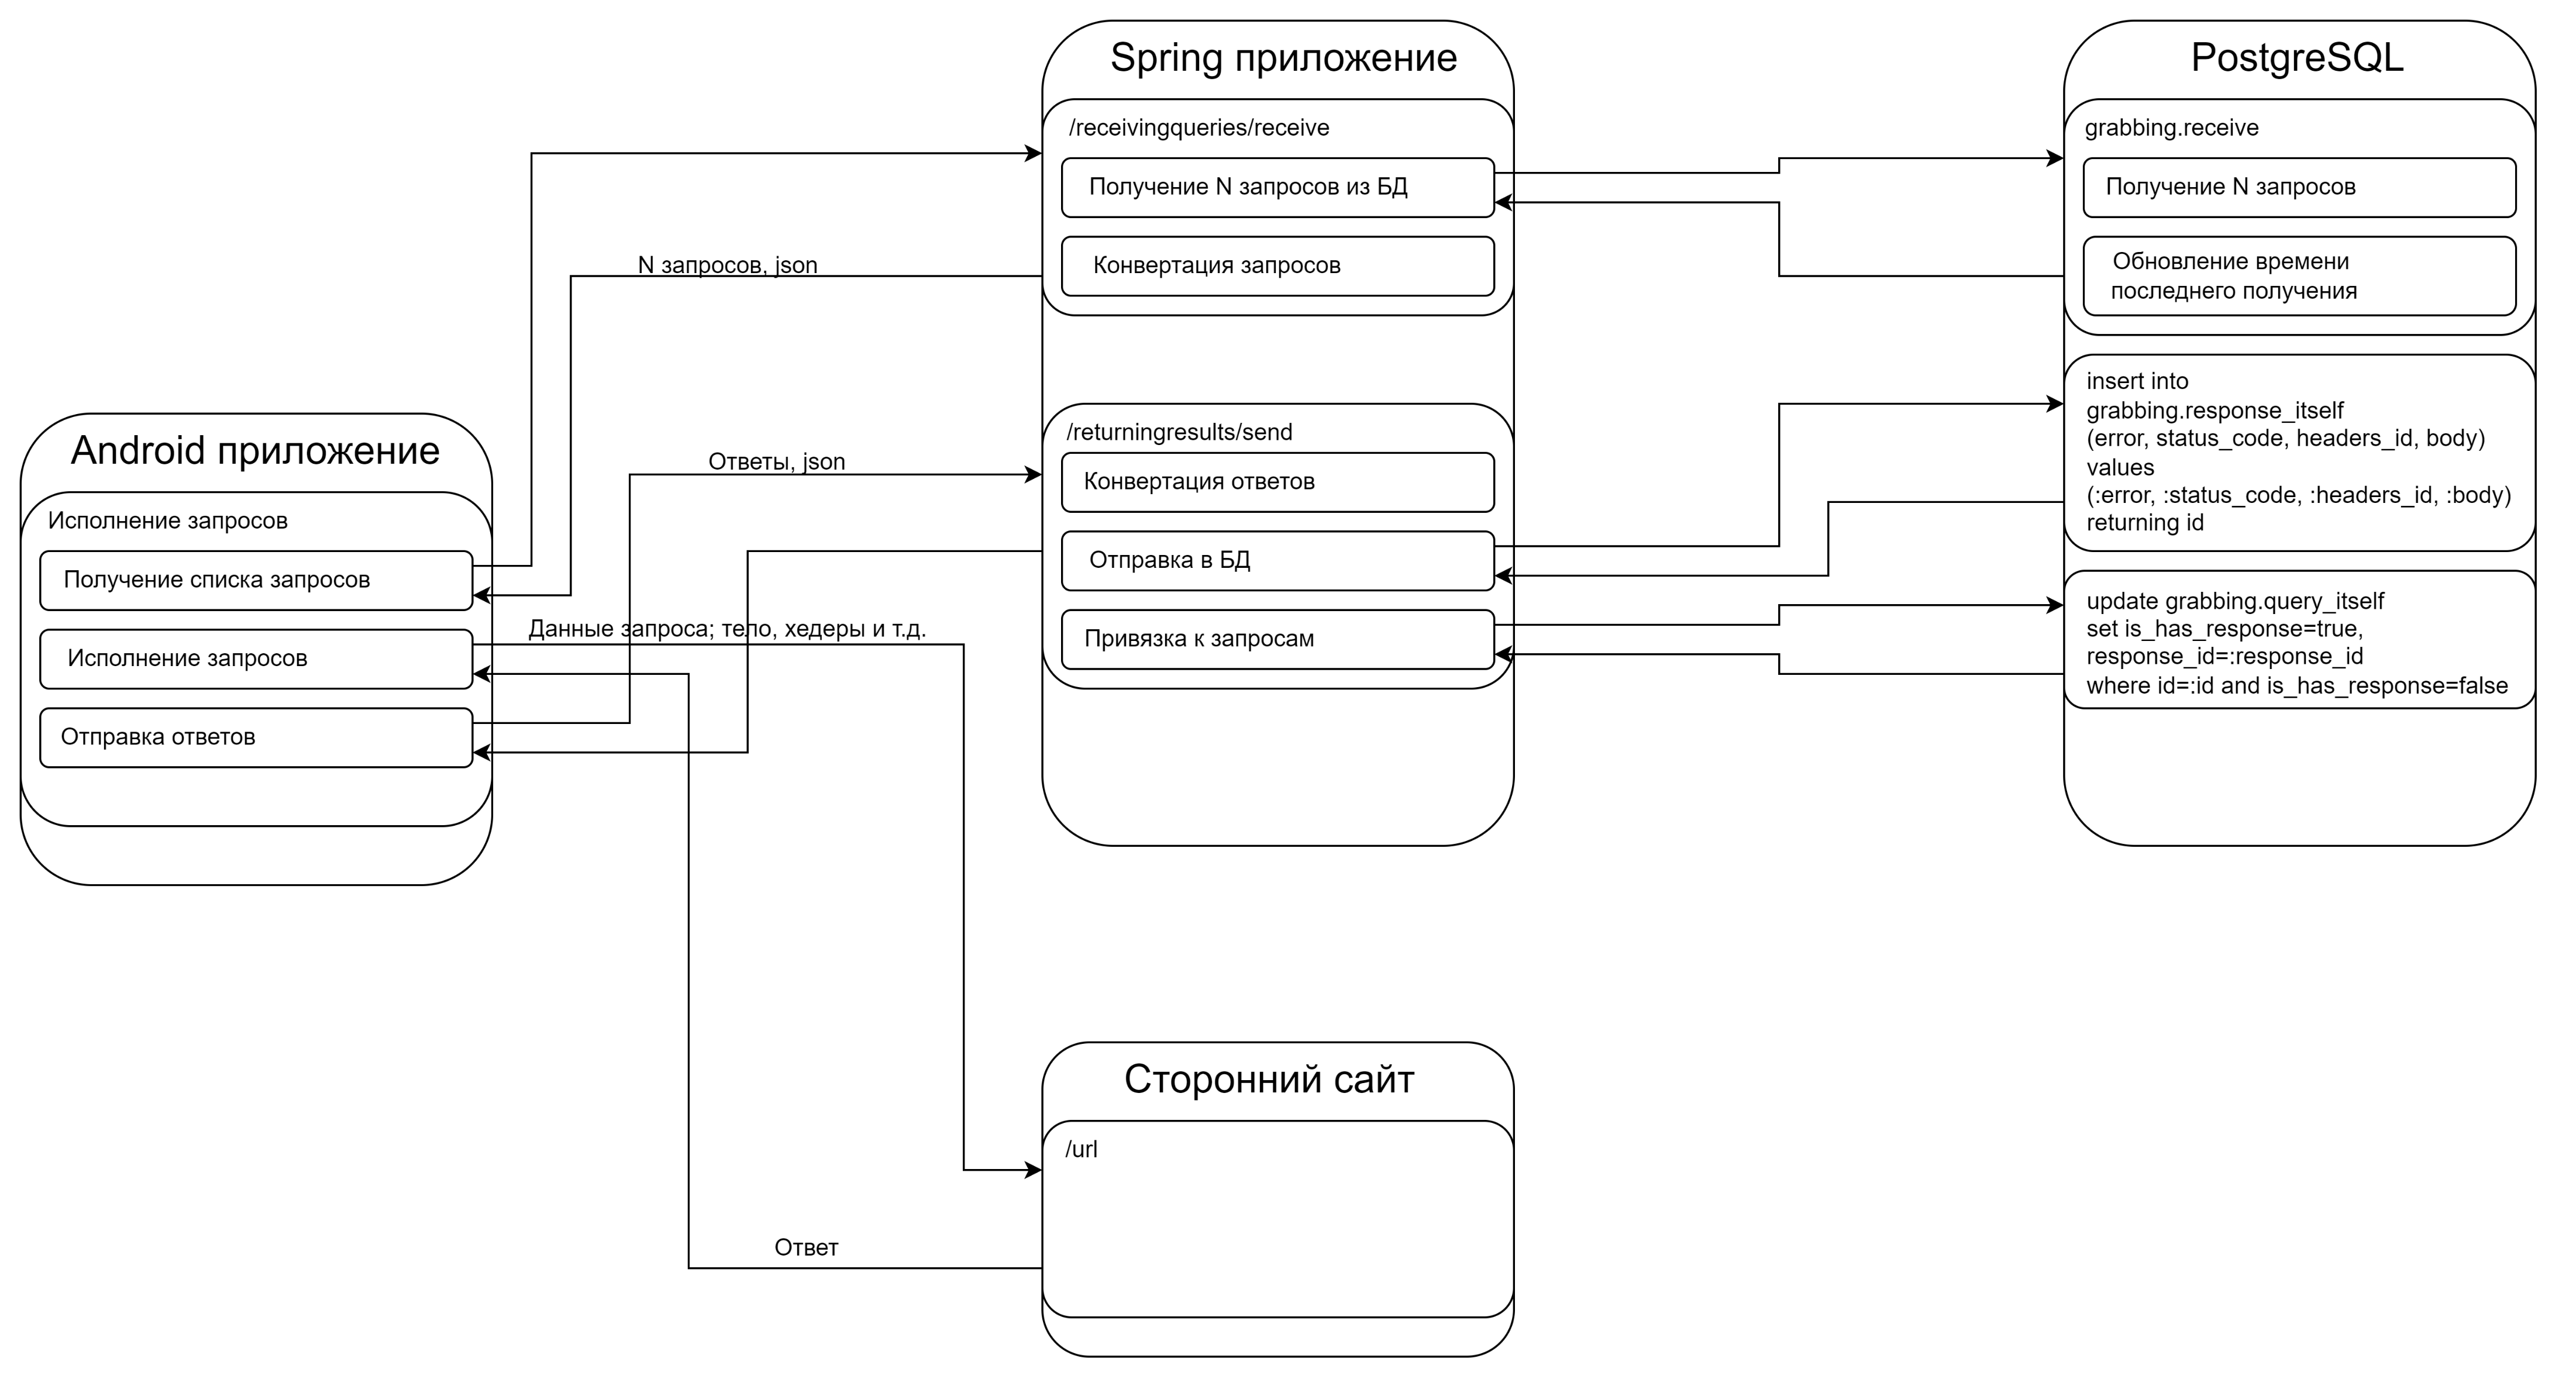 Spring приложение
/receivingqueries/receive
Получение N запросов из БД
Конвертация запросов
/returningresults/send
Конвертация ответов
Отправка в БД
Привязка к запросам
PostgreSQL
grabbing.receive
Получение N запросов
Обновление времени
последнего получения
insert into
grabbing.response_itself
(error, status_code, headers_id, body)
values
(:error, :status_code, :headers_id, :body)
returning id
update grabbing.query_itself
set is_has_response=true,
response_id=:response_id
where id=:id and is_has_response=false
Android приложение
Исполнение запросов
Получение списка запросов
Исполнение запросов
Отправка ответов
N запросов, json
Ответы, json
Данные запроса; тело, хедеры и т.д.
Ответ
Сторонний сайт
/url